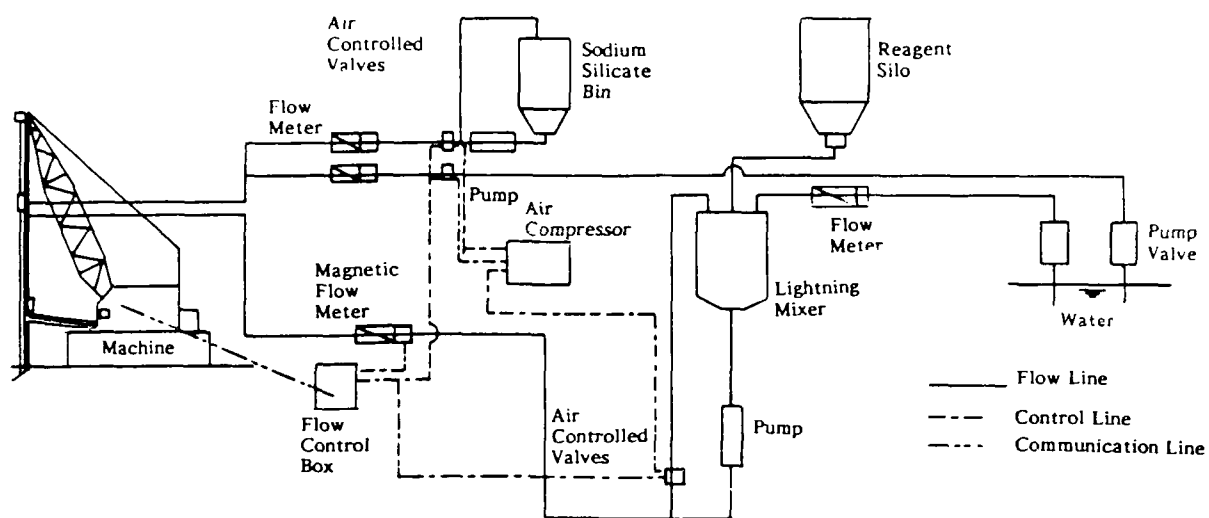 Air
Controlled
Valves
Sodium
Silicate
Bin
Reagent
Silo
Flow
Meter
Pump
Air
Compressor
Flow
Meter
Pump
Valve
Magnetic
Flow
Meter
Lightning
Mixer
Water
Machine
Flow
Control
Box
Air
Controlled
Valves
Pump
Flow Line
Control Line
Communication Line